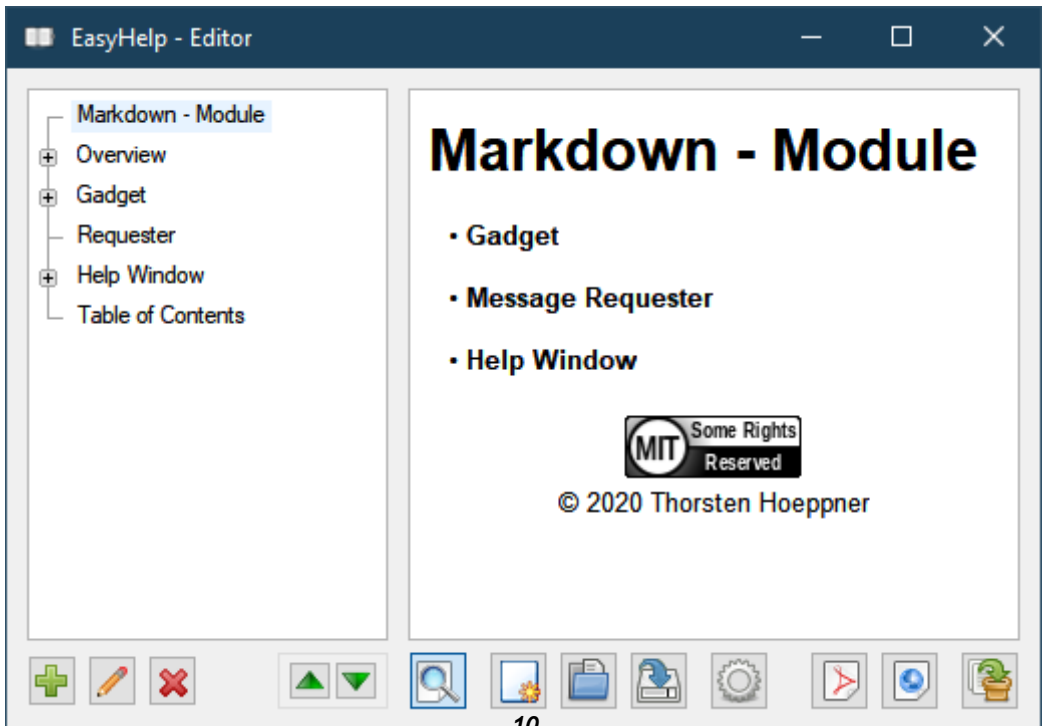 EasyHelp - Editor
Markdown - Module
Overview
Gadget
Requester
Help Window
Table of Contents
Markdown - Module
• Gadget
• Message Requester
• Help Window
MIT
Some Rights
Reserved
© 2020 Thorsten Hoeppner
10